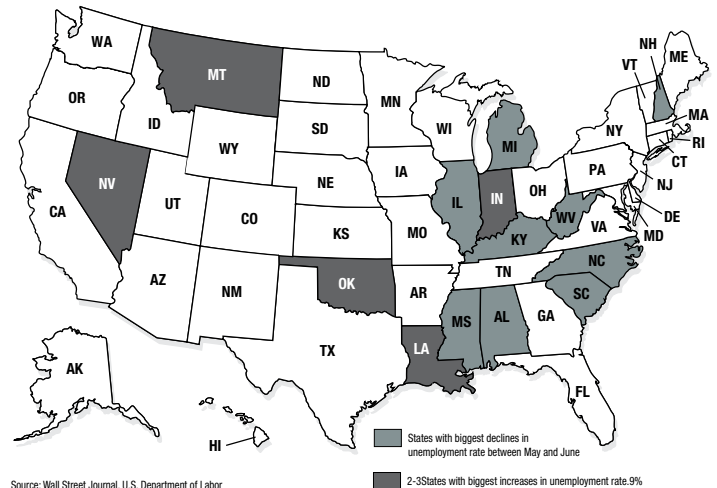 WA
MT
ND
MN
OR
ID
SD
WI
WY
MI
NH
VT
ME
NY
MA
RI
CT
PA
NJ
NV
UT
CO
NE
IA
IL
IN
OH
WV
VA
DE
MD
CA
KS
MO
KY
NC
AZ
NM
OK
AR
TN
SC
TX
LA
MS
AL
GA
AK
HI
FL
States with biggest declines in
unemployment rate between May and June
2-3States with biggest increases in unemployment rate.9%
Source: Wall Street Journal, U.S. Department of Labor